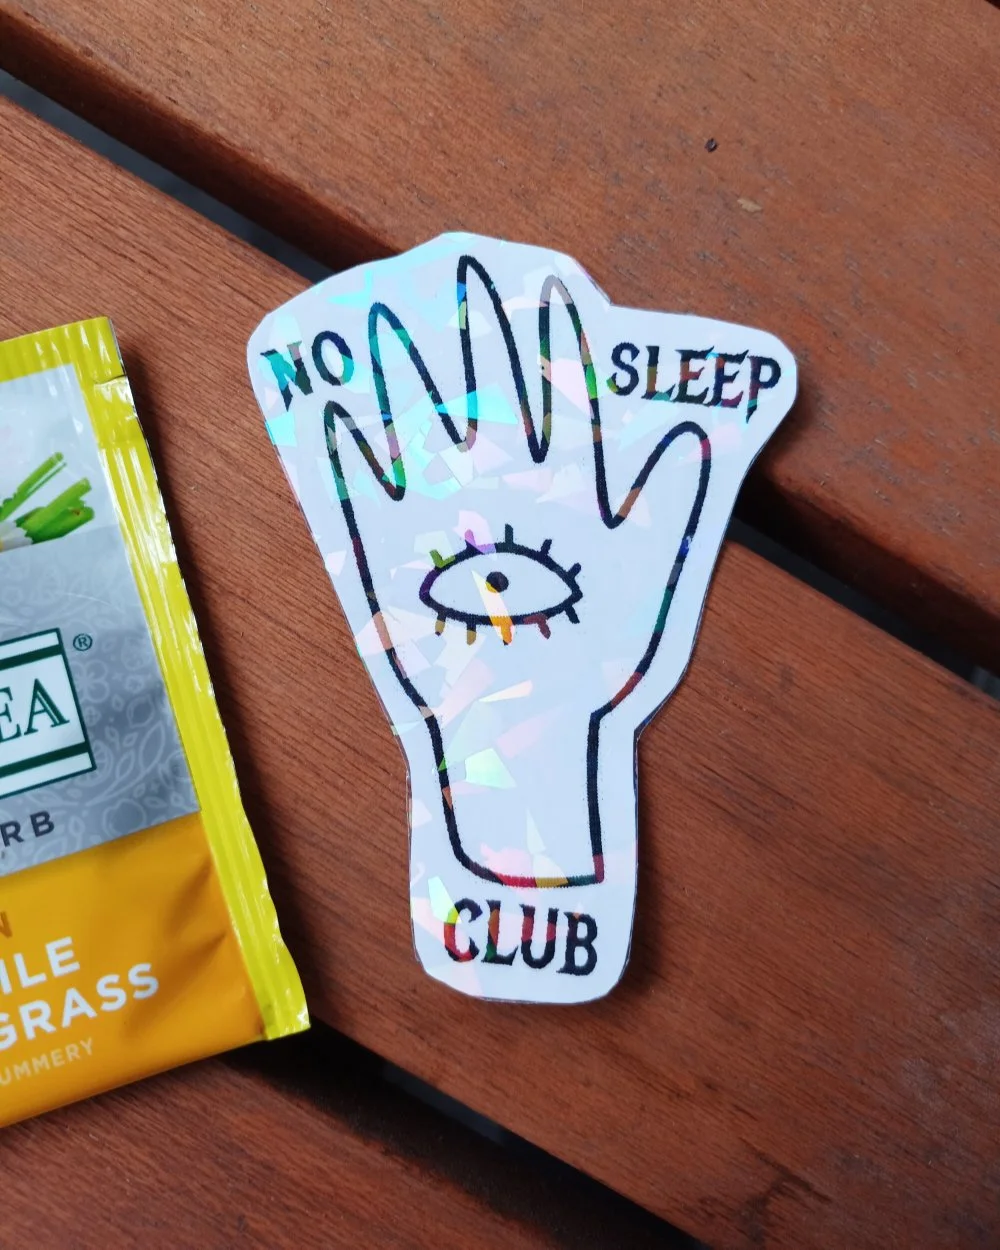 NO SLEEP
CLUB
EA®
RB
N
ILE
GRASS
UMMERY